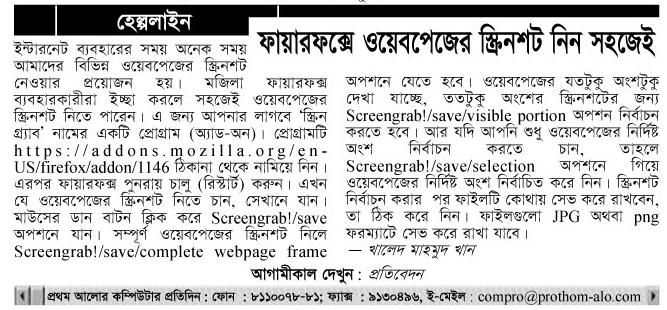 হেল্পলাইন
ফায়ারফক্সে ওয়েবপেজের স্ক্রিনশট নিন সহজেই
ইন্টারনেট ব্যবহারের সময় অনেক সময়
আমাদের বিভিন্ন ওয়েবপেজের স্ক্রিনশট
নেওয়ার প্রয়োজন হয়। মজিলা ফায়ারফক্স
ব্যবহারকারীরা ইচ্ছা করলে সহজেই ওয়েবপেজের
স্ক্রিনশট নিতে পারেন। এ জন্য আপনার লাগবে ‘স্ক্রিন
গ্র্যাব’ নামের একটি প্রোগ্রাম (অ্যাড-অন)। প্রোগ্রামটি
https://addons.mozilla.org/en-
US/firefox/addon/1146 ঠিকানা থেকে নামিয়ে নিন।
এরপর ফায়ারফক্স পুনরায় চালু (রিস্টার্ট) করুন। এখন
যে ওয়েবপেজের স্ক্রিনশট নিতে চান, সেখানে যান।
মাউসের ডান বাটন ক্লিক করে Screengrab!/save
অপশনে যান। সম্পূর্ণ ওয়েবপেজের স্ক্রিনশট নিলে
Screengrab!/save/complete webpage frame
অপশনে যেতে হবে। ওয়েবপেজের যতটুকু অংশটুকু
দেখা যাচ্ছে, ততটুকু অংশের স্ক্রিনশটের জন্য
Screengrab!/save/visible portion অপশন নির্বাচন
করতে হবে। আর যদি আপনি শুধু ওয়েবপেজের নির্দিষ্ট
অংশ নির্বাচন করতে চান, তাহলে
Screengrab!/save/selection অপশনে গিয়ে
ওয়েবপেজের নির্দিষ্ট অংশ নির্বাচিত করে নিন। স্ক্রিনশট
নির্বাচন করার পর ফাইলটি কোথায় সেভ করে রাখবেন,
তা ঠিক করে নিন। ফাইলগুলো JPG অথবা png
ফরম্যাটে সেভ করে রাখা যাবে।
— খালেদ মাহমুদ খান
আগামীকাল দেখুন : প্রতিবেদন
প্রথম আলোর কম্পিউটার প্রতিদিন : ফোন : ৮১১০০৭৮-৮১; ফ্যাক্স : ৯১৩০৪৯৬, ই-মেইল : compro@prothom-alo.com